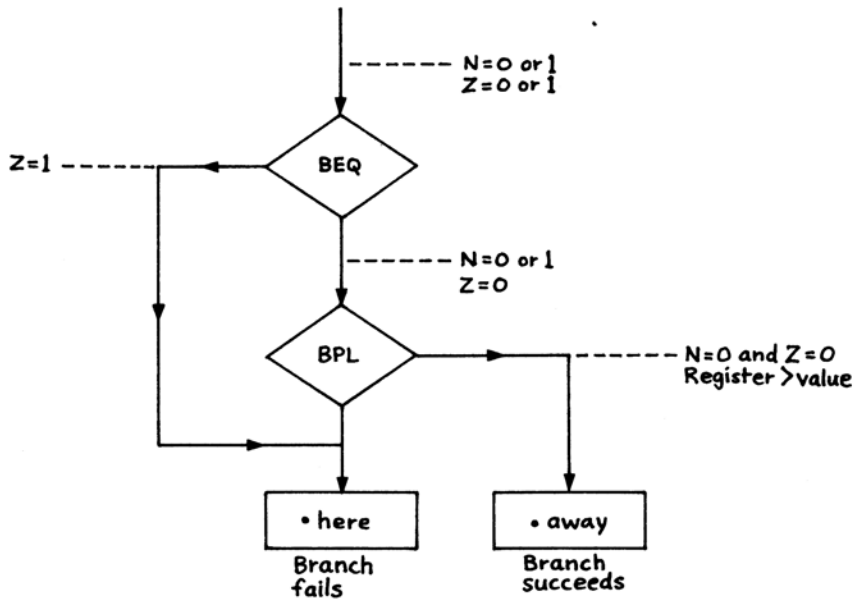 N=0 or 1
Z=0 or 1
BEQ
Z=1
N=0 or 1
Z=0
BPL
N=0 and Z=0
Register >value
• here
• away
Branch
fails
Branch
succeeds